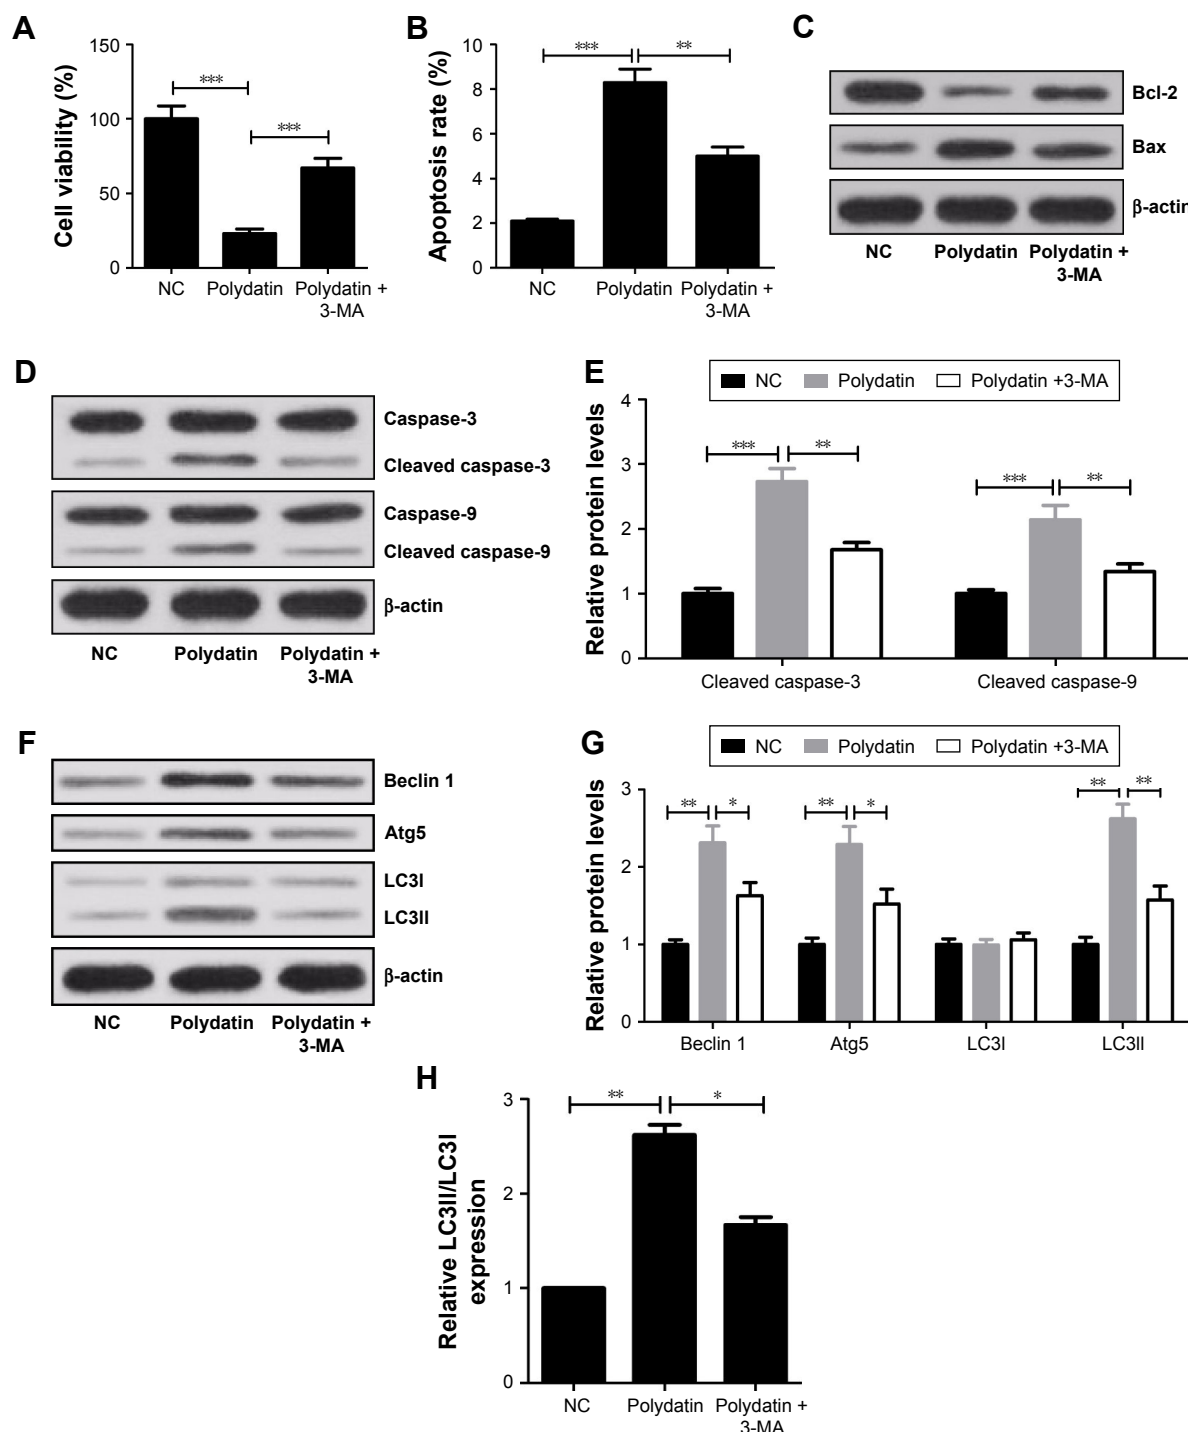 A
Cell viability (%)
150
100
50
0
***
***
NC
Polydatin
Polydatin +
3-MA
B
Apoptosis rate (%)
10
8
6
4
2
0
***
**
NC
Polydatin
Polydatin +
3-MA
C
Bcl-2
Bax
β-actin
NC
Polydatin
Polydatin +
3-MA
D
Caspase-3
Cleaved caspase-3
Caspase-9
Cleaved caspase-9
β-actin
NC
Polydatin
Polydatin +
3-MA
E
NC
Polydatin
Polydatin +3-MA
Relative protein levels
4
3
2
1
0
***
**
***
**
Cleaved caspase-3
Cleaved caspase-9
F
Beclin 1
Atg5
LC3I
LC3II
β-actin
NC
Polydatin
Polydatin +
3-MA
G
NC
Polydatin
Polydatin +3-MA
Relative protein levels
3
2
1
0
**
*
**
*
**
**
Beclin 1
Atg5
LC3I
LC3II
H
Relative LC3II/LC3I
expression
3
2
1
0
**
*
NC
Polydatin
Polydatin +
3-MA